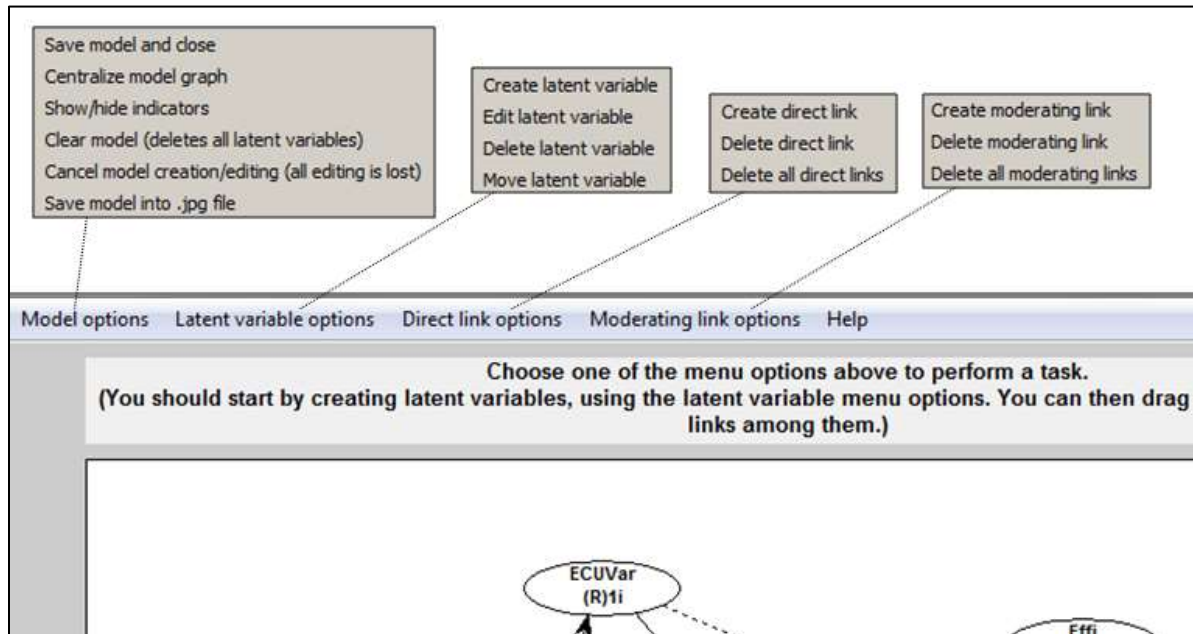 Save model and close
Centralize model graph
Show/hide indicators
Clear model (deletes all latent variables)
Cancel model creation/editing (all editing is lost)
Save model into .jpg file
Create latent variable
Edit latent variable
Delete latent variable
Move latent variable
Create direct link
Delete direct link
Delete all direct links
Create moderating link
Delete moderating link
Delete all moderating links
Model options Latent variable options Direct link options Moderating link options Help
Choose one of the menu options above to perform a task.
(You should start by creating latent variables, using the latent variable menu options. You can then drag
links among them.)
ECUVar
(R)1i
Effi